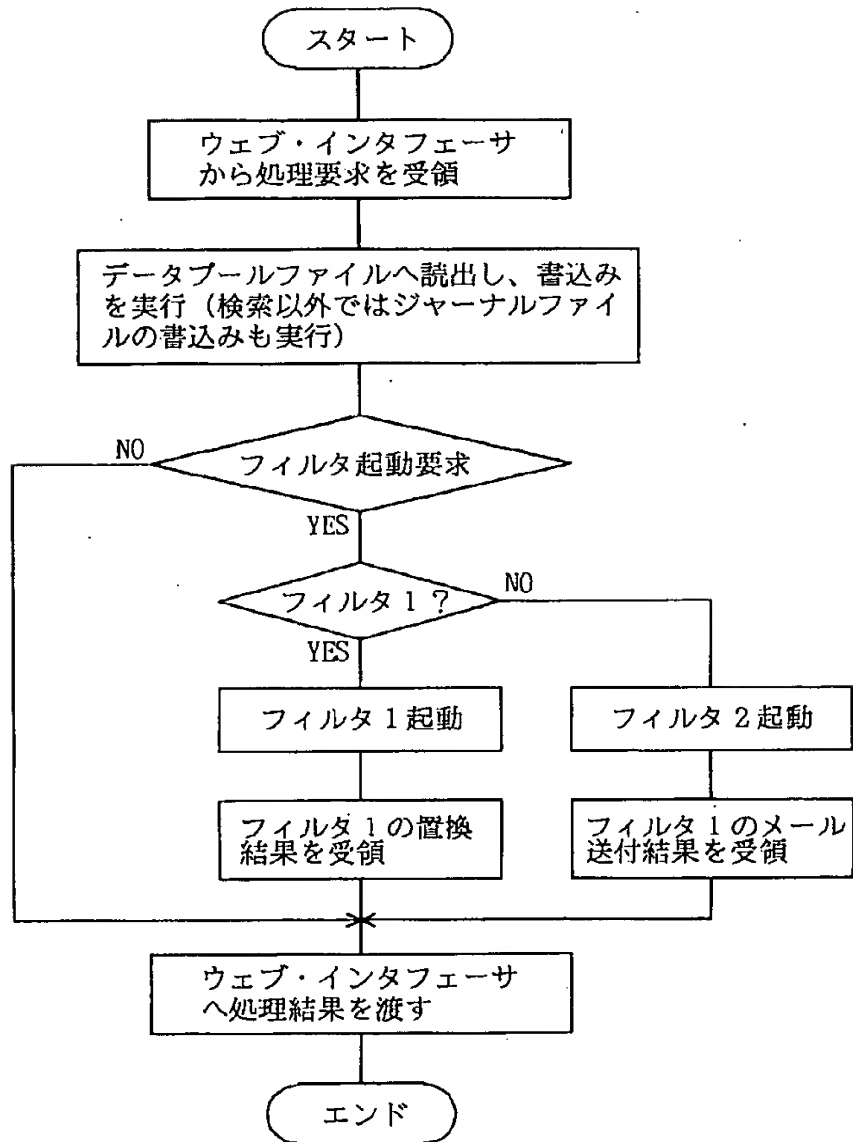 スタート
ウェブ・インタフェーサ
から処理要求を受領
データプールファイルへ読出し、書込み
を実行（検索以外ではジャーナルファイ
ルの書込みも実行）
フィルタ起動要求
NO
YES
フィルタ１？
NO
YES
フィルタ１起動
フィルタ２起動
フィルタ１の置換
結果を受領
フィルタ１のメール
送付結果を受領
ウェブ・インタフェーサ
へ処理結果を渡す
エンド